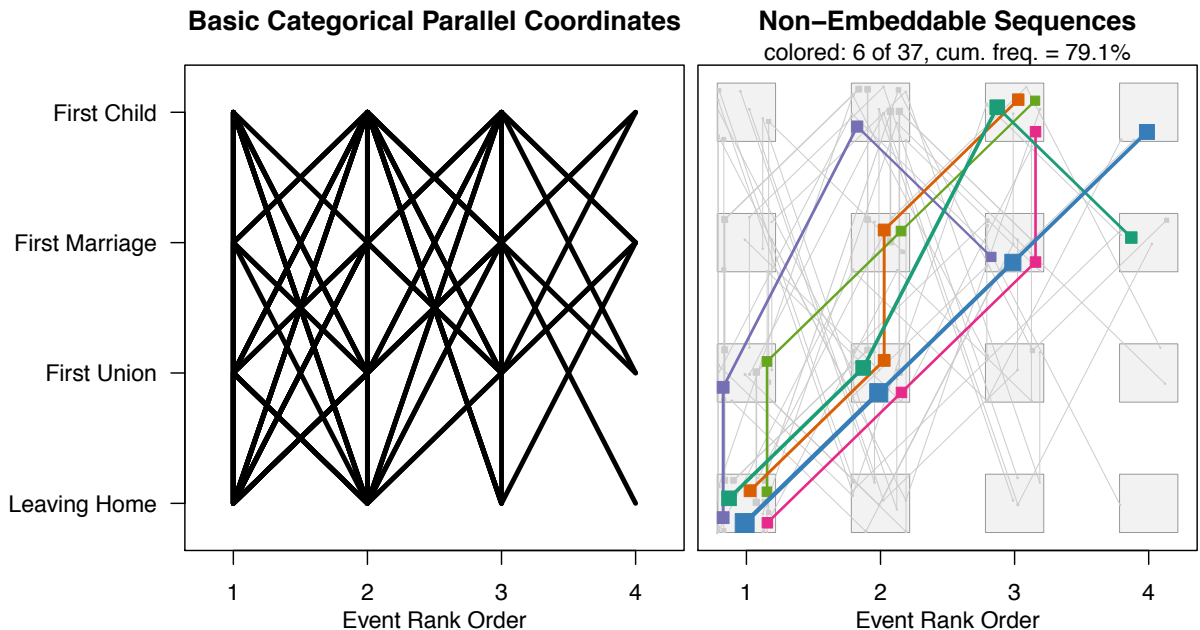 Basic Categorical Parallel Coordinates
Non−Embeddable Sequences
colored: 6 of 37, cum. freq. = 79.1%
First Child
First Marriage
First Union
Leaving Home
1 2 3 4
Event Rank Order
1 2 3 4
Event Rank Order